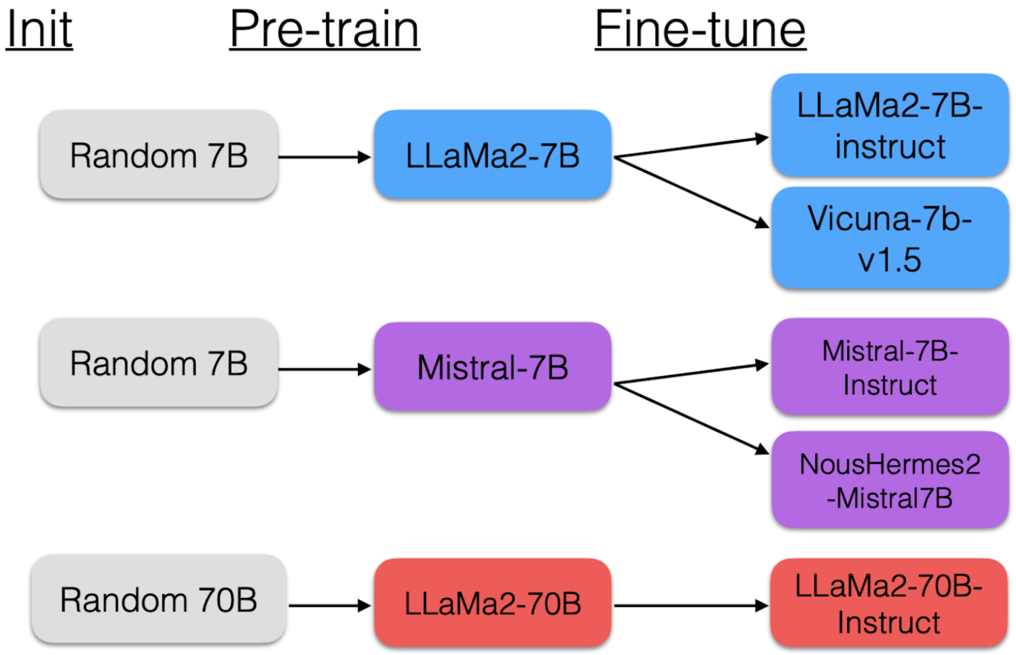 Init Pre-train Fine-tune
Random 7B
LLaMa2-7B
LLaMa2-7B-
instruct
Vicuna-7b-
v1.5
Random 7B
Mistral-7B
Mistral-7B-
Instruct
NousHermes2
-Mistral7B
Random 70B
LLaMa2-70B
LLaMa2-70B-
Instruct